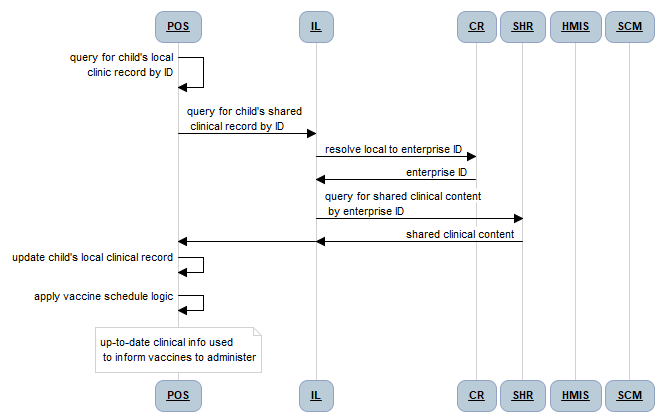 POS IL CR SHR HMIS SCM
query for child's local
clinic record by ID
query for child's shared
clinical record by ID
resolve local to enterprise ID
enterprise ID
query for shared clinical content
by enterprise ID
shared clinical content
update child's local clinical record
apply vaccine schedule logic
up-to-date clinical info used
to inform vaccines to administer
POS IL CR SHR HMIS SCM